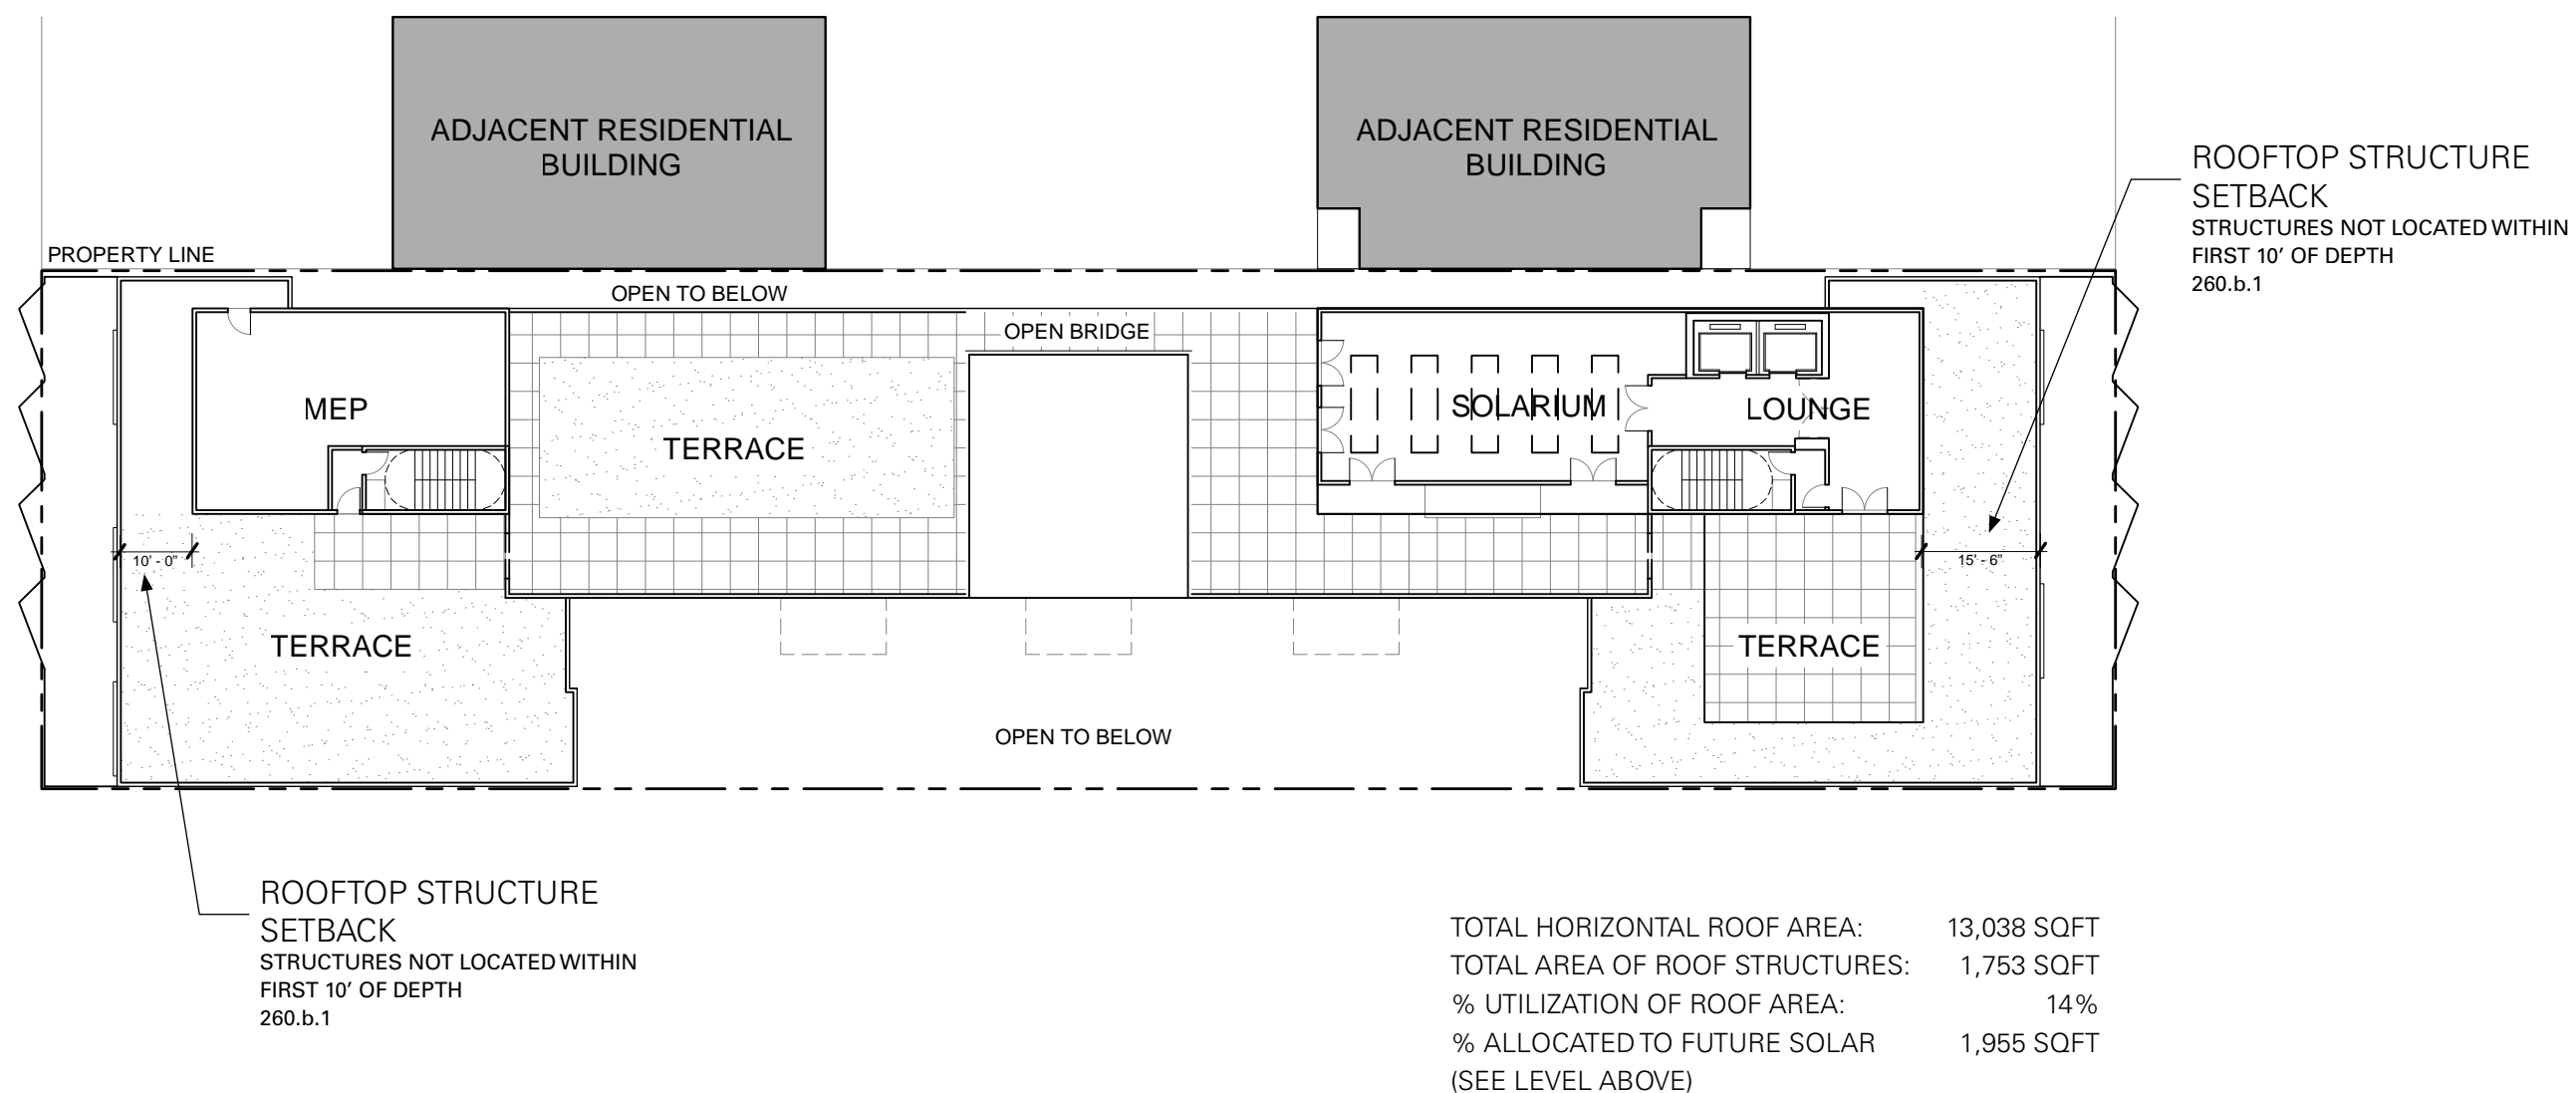 ADJACENT RESIDENTIAL
BUILDING
ADJACENT RESIDENTIAL
BUILDING
ROOFTOP STRUCTURE
SETBACK
STRUCTURES NOT LOCATED WITHIN
FIRST 10' OF DEPTH
260.b.1
PROPERTY LINE
OPEN TO BELOW
OPEN BRIDGE
MEP
TERRACE
SOLARIUM
LOUNGE
10' - 0"
15' - 6"
TERRACE
TERRACE
OPEN TO BELOW
ROOFTOP STRUCTURE
SETBACK
STRUCTURES NOT LOCATED WITHIN
FIRST 10' OF DEPTH
260.b.1
TOTAL HORIZONTAL ROOF AREA: 13,038 SQFT
TOTAL AREA OF ROOF STRUCTURES: 1,753 SQFT
% UTILIZATION OF ROOF AREA: 14%
% ALLOCATED TO FUTURE SOLAR 1,955 SQFT
(SEE LEVEL ABOVE)